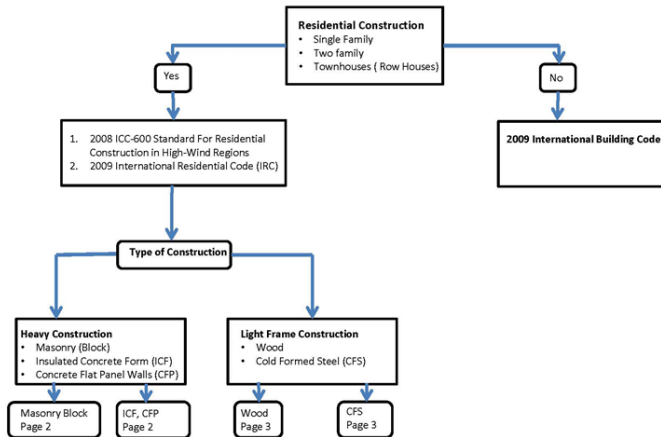 Residential Construction
• Single Family
• Two family
• Townhouses ( Row Houses)
Yes
No
1. 2008 ICC-600 Standard For Residential
Construction in High-Wind Regions
2. 2009 International Residential Code (IRC)
2009 International Building Code
Type of Construction
Heavy Construction
• Masonry (Block)
• Insulated Concrete Form (ICF)
• Concrete Flat Panel Walls (CFP)
Light Frame Construction
• Wood
• Cold Formed Steel (CFS)
Masonry Block
Page 2
ICF, CFP
Page 2
Wood
Page 3
CFS
Page 3